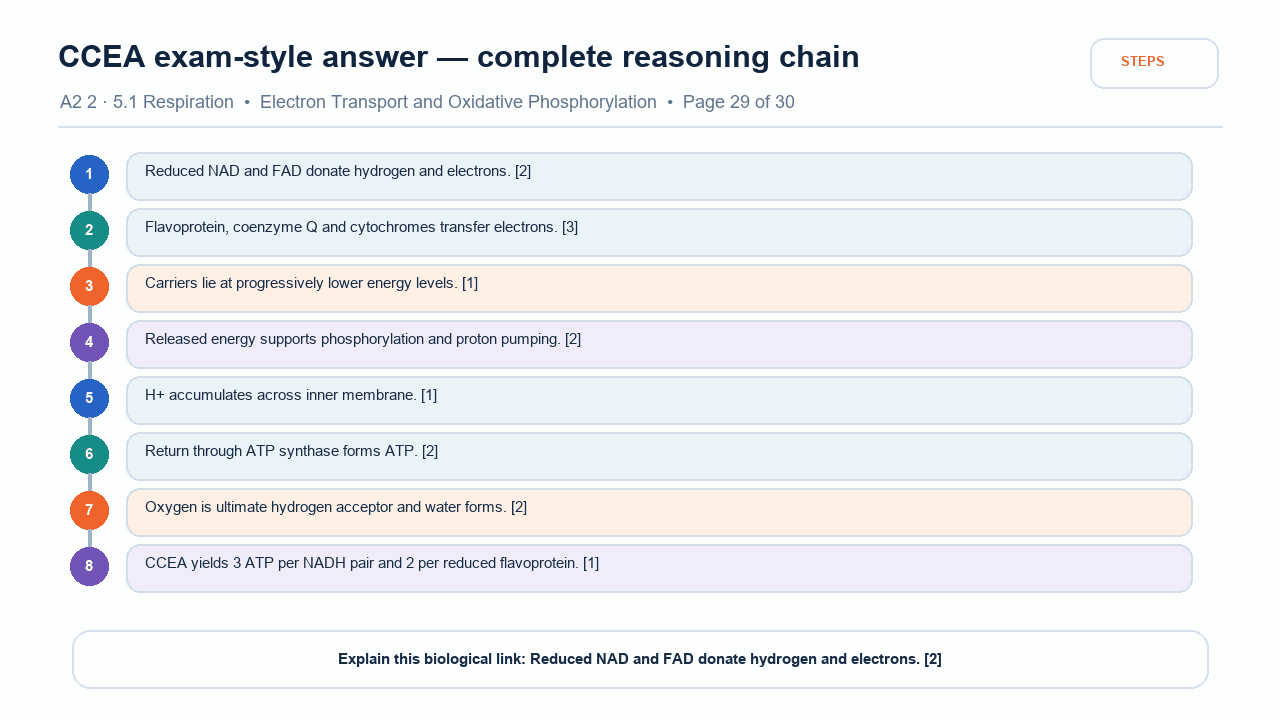 CCEA exam-style answer — complete reasoning chain
STEPS
A2 2 · 5.1 Respiration • Electron Transport and Oxidative Phosphorylation • Page 29 of 30
1 Reduced NAD and FAD donate hydrogen and electrons. [2]
2 Flavoprotein, coenzyme Q and cytochromes transfer electrons. [3]
3 Carriers lie at progressively lower energy levels. [1]
4 Released energy supports phosphorylation and proton pumping. [2]
5 H+ accumulates across inner membrane. [1]
6 Return through ATP synthase forms ATP. [2]
7 Oxygen is ultimate hydrogen acceptor and water forms. [2]
8 CCEA yields 3 ATP per NADH pair and 2 per reduced flavoprotein. [1]
Explain this biological link: Reduced NAD and FAD donate hydrogen and electrons. [2]